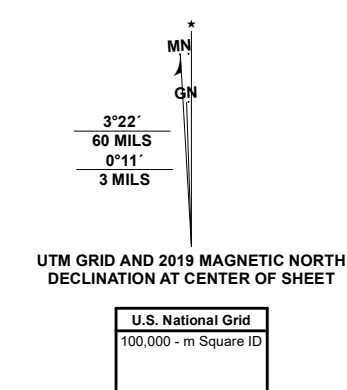 ★
MN
GN
3°22´
60 MILS
0°11´
3 MILS
UTM GRID AND 2019 MAGNETIC NORTH
DECLINATION AT CENTER OF SHEET
U.S. National Grid
100,000 - m Square ID